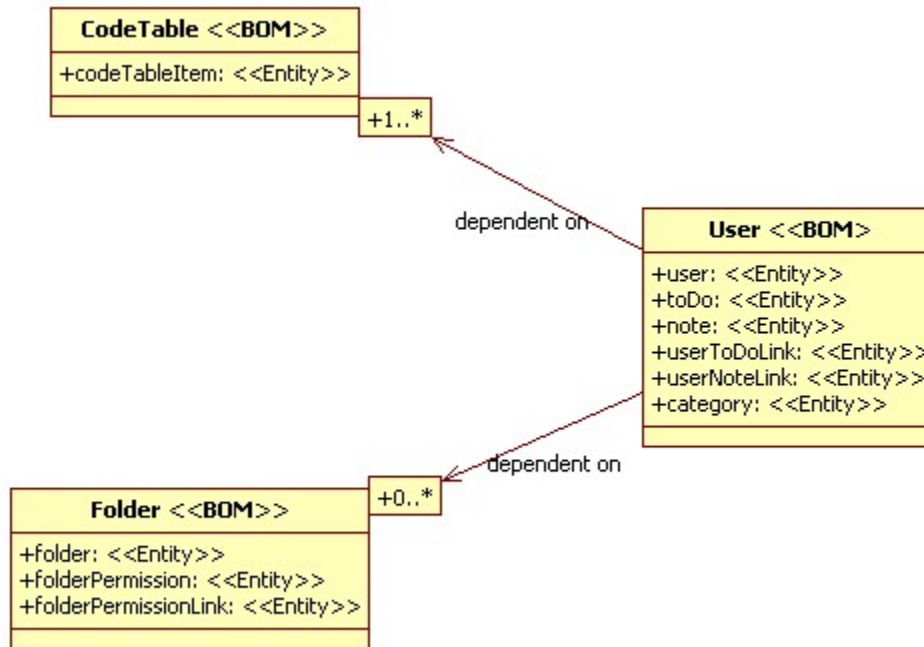 CodeTable <<BOM>>
+codeTableItem: <<Entity>>
+1..*
dependent on
User <<BOM>
+user: <<Entity>>
+toDo: <<Entity>>
+note: <<Entity>>
+userToDoLink: <<Entity>>
+userNoteLink: <<Entity>>
+category: <<Entity>>
dependent on
+0..*
Folder <<BOM>>
+folder: <<Entity>>
+folderPermission: <<Entity>>
+folderPermissionLink: <<Entity>>